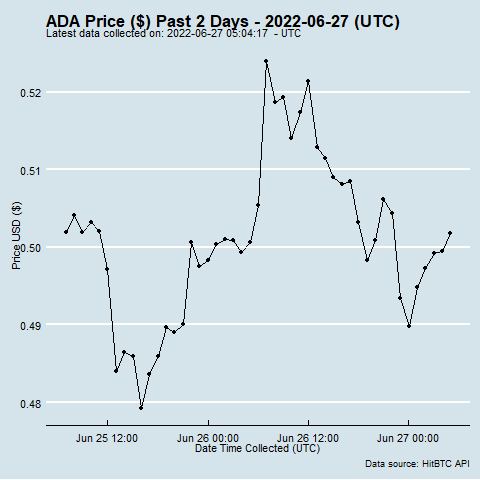 ADA Price ($) Past 2 Days - 2022-06-27 (UTC)
Latest data collected on: 2022-06-27 05:04:17  - UTC
0.52
0.51
0.50
0.49
0.48
Price USD ($)
Jun 25 12:00 Jun 26 00:00 Jun 26 12:00 Jun 27 00:00
Date Time Collected (UTC)
Data source: HitBTC API